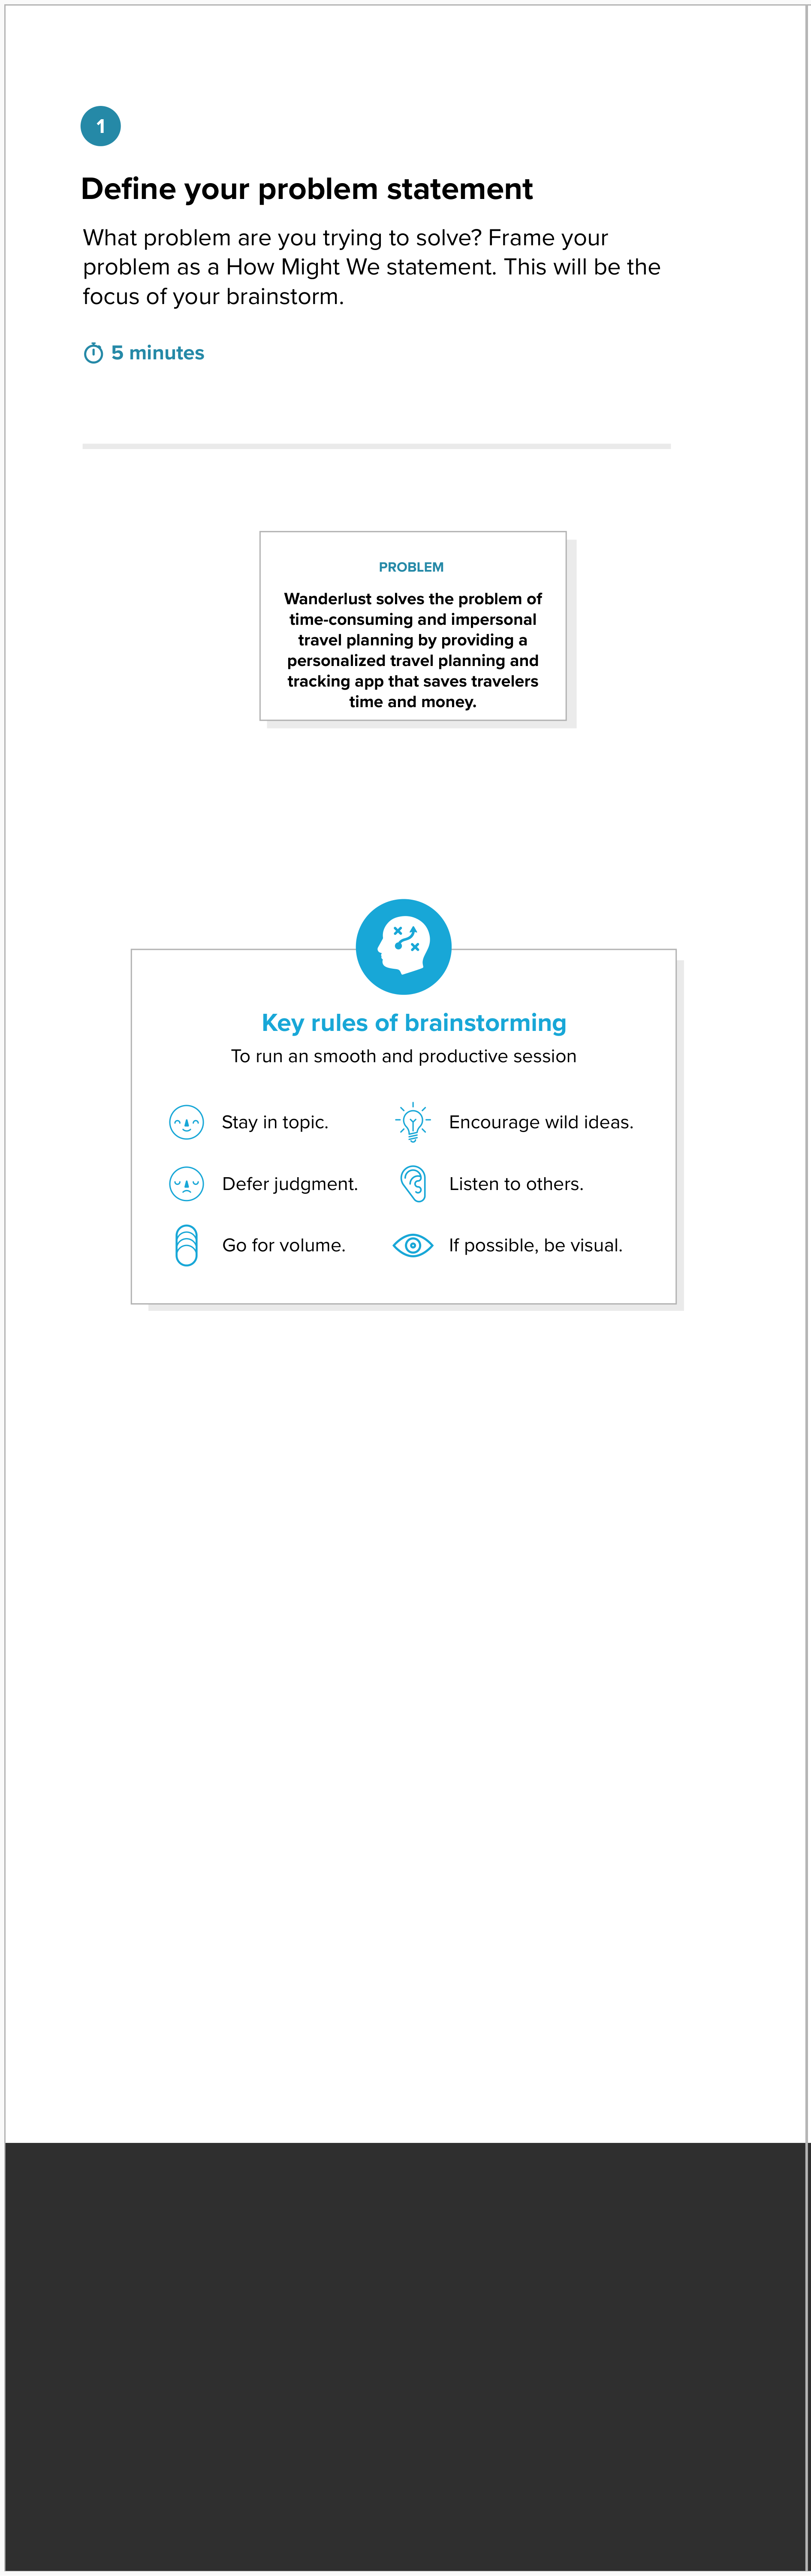 1
Define your problem statement
What problem are you trying to solve? Frame your
problem as a How Might We statement. This will be the
focus of your brainstorm.
5 minutes
PROBLEM
Wanderlust solves the problem of
time-consuming and impersonal
travel planning by providing a
personalized travel planning and
tracking app that saves travelers
time and money.
Key rules of brainstorming
To run an smooth and productive session
Stay in topic.
Encourage wild ideas.
Defer judgment.
Listen to others.
Go for volume.
If possible, be visual.